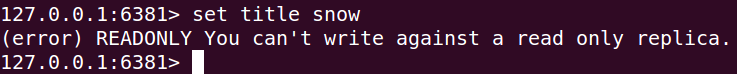 127.0.0.1:6381> set title snow
(error) READONLY You can't write against a read only replica.
127.0.0.1:6381>